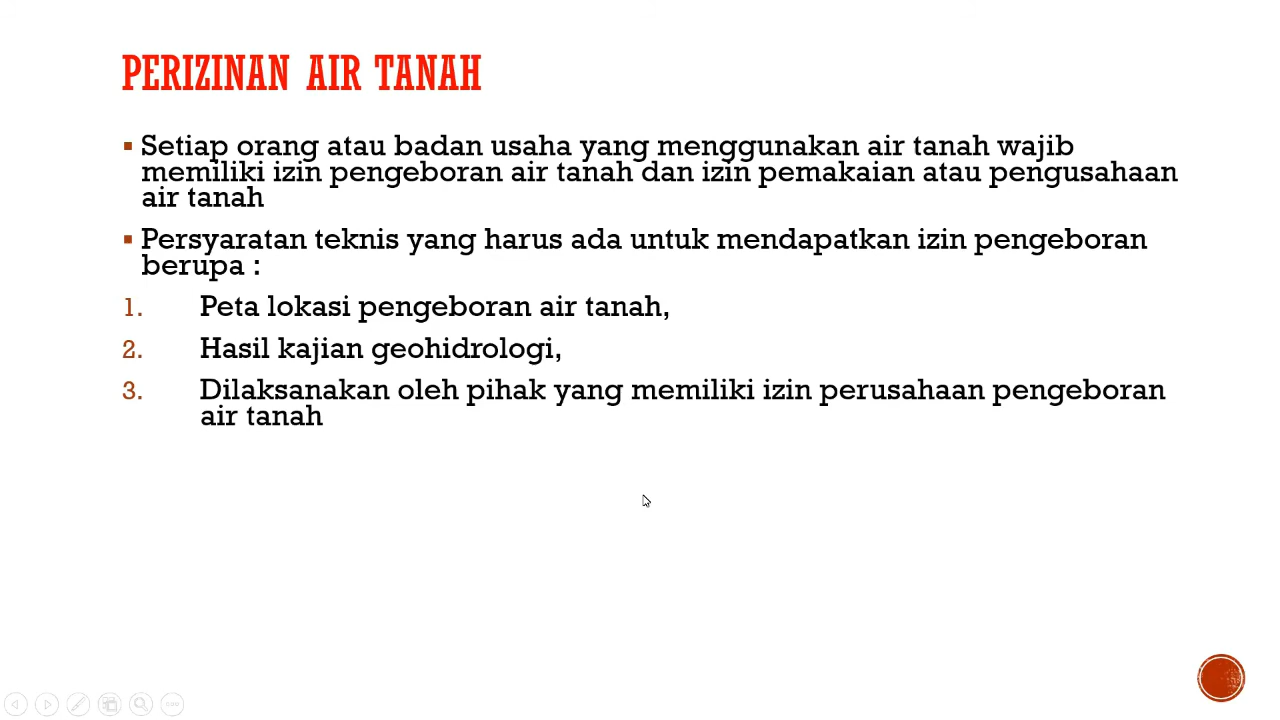 PERIZINAN AIR TANAH
▪ Setiap orang atau badan usaha yang menggunakan air tanah wajib
memiliki izin pengeboran air tanah dan izin pemakaian atau pengusahaan
air tanah
▪ Persyaratan teknis yang harus ada untuk mendapatkan izin pengeboran
berupa :
1. Peta lokasi pengeboran air tanah,
2. Hasil kajian geohidrologi,
3. Dilaksanakan oleh pihak yang memiliki izin perusahaan pengeboran
air tanah